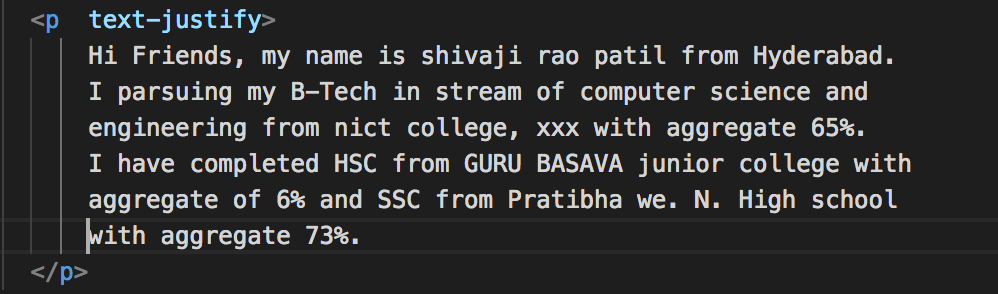 <p  text-justify>
Hi Friends, my name is shivaji rao patil from Hyderabad.
I parsuing my B-Tech in stream of computer science and
engineering from nict college, xxx with aggregate 65%.
I have completed HSC from GURU BASAVA junior college with
aggregate of 6% and SSC from Pratibha we. N. High school
with aggregate 73%.
</p>